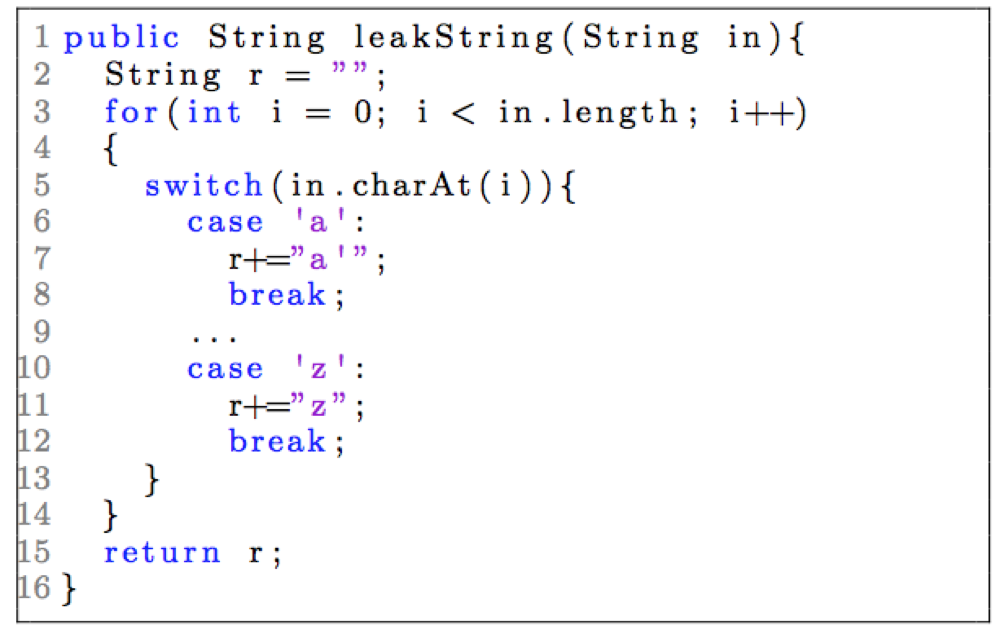 1 public String leakString(String in){
2 String r = "";
3 for(int i = 0; i < in.length; i++)
4 {
5 switch(in.charAt(i)){
6 case 'a':
7 r+="a'";
8 break;
9 ...
10 case 'z':
11 r+="z";
12 break;
13 }
14 }
15 return r;
16 }